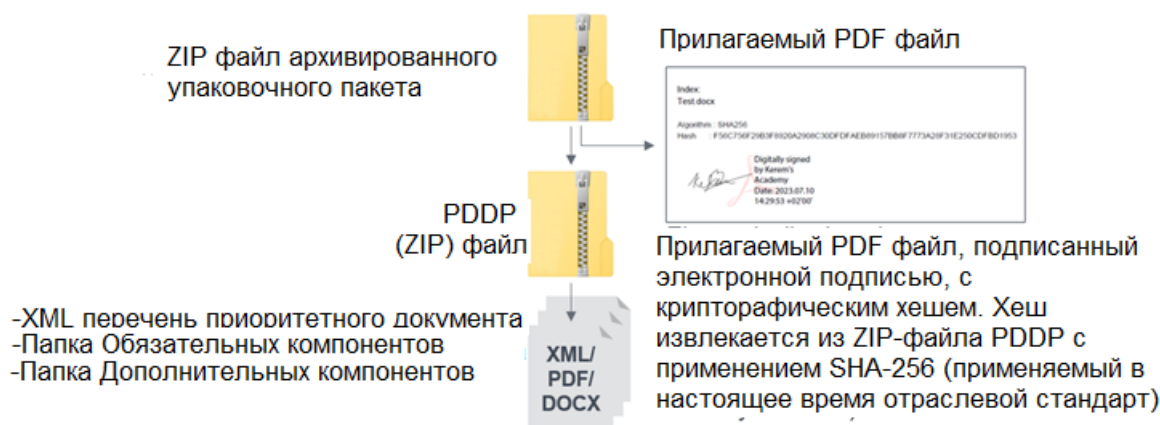 ZIP файл архивированного
упаковочного пакета
Прилагаемый PDF файл
Index:
Test.docx
Algorithm : SHA256
Hash : F56C756F29B3F8920A2908C30DFDFAEB89157BB8F7773A28F31E250CDFBD1953
Digitally signed
by Kerem's
Academy
Date: 2023.07.10
14:29:53 +02'00'
PDDP
(ZIP) файл
Прилагаемый PDF файл, подписанный
электронной подписью, с
крипторафическим хешем. Хеш
извлекается из ZIP-файла PDDP с
применением SHA-256 (применяемый в
настоящее время отраслевой стандарт)
-XML перечень приоритетного документа
-Папка Обязательных компонентов
-Папка Дополнительных компонентов
XML/
PDF/
DOCX